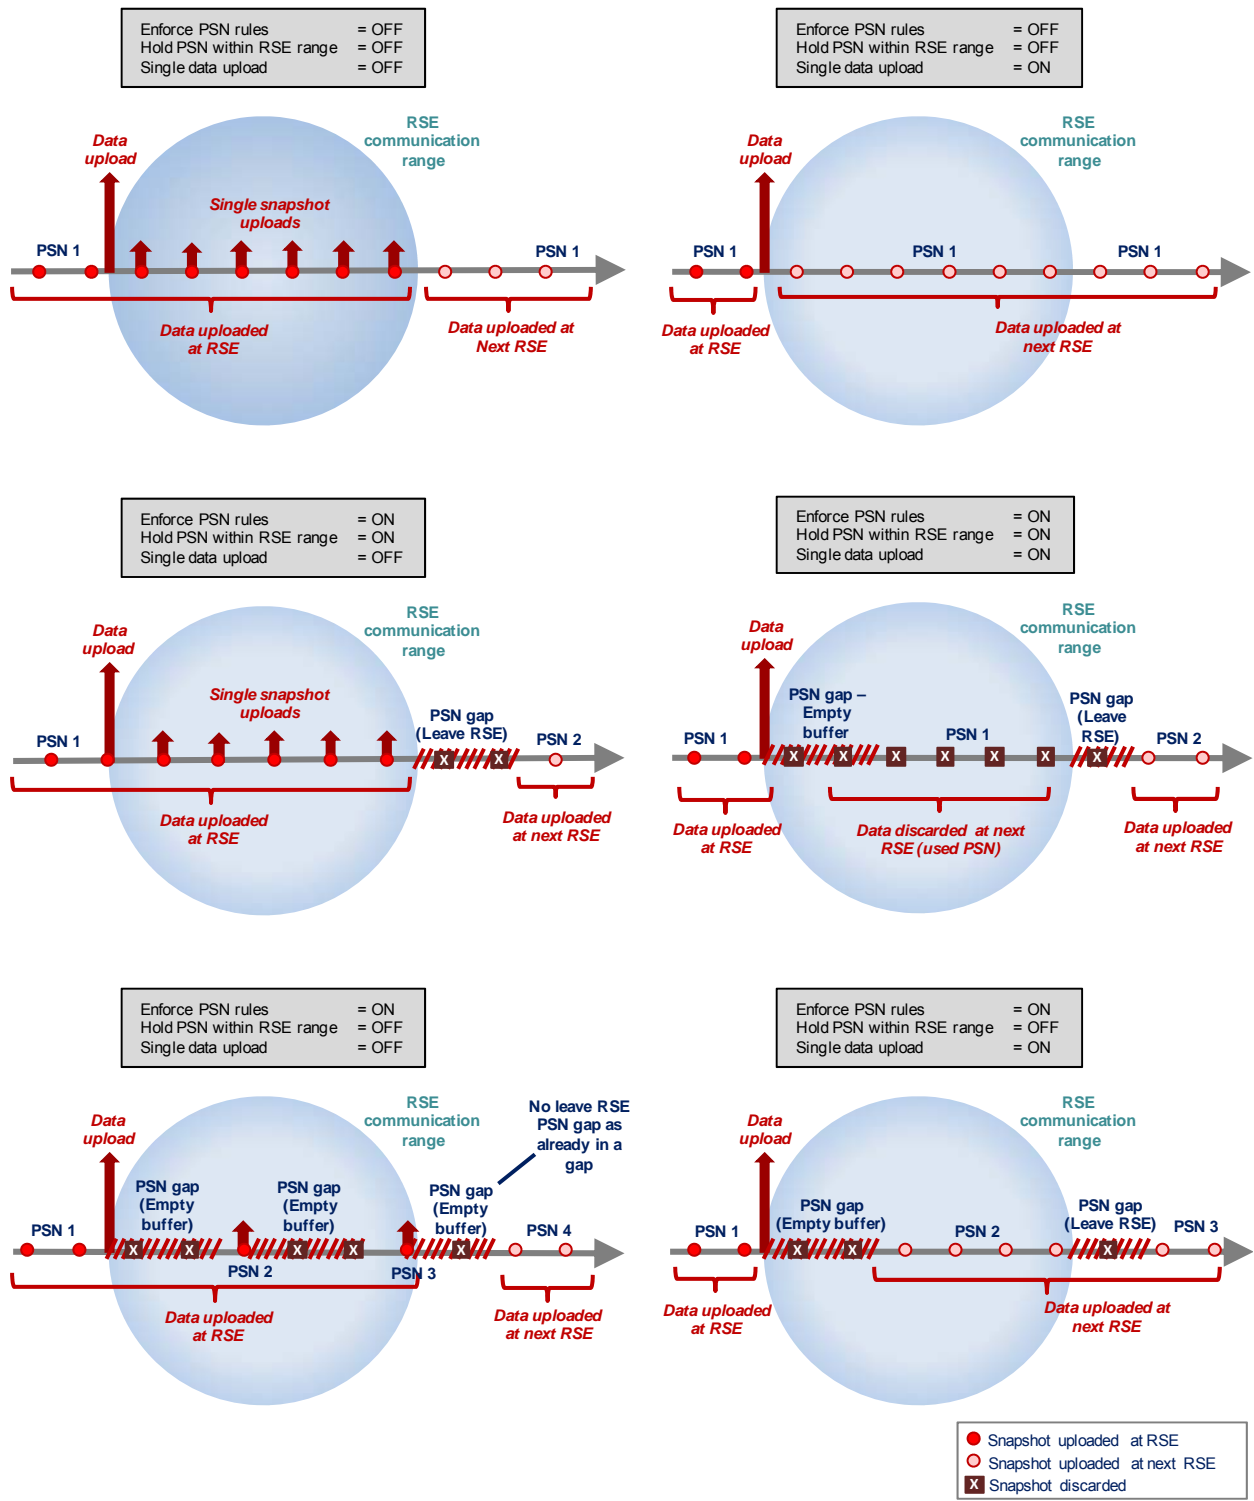 Enforce PSN rules = OFF
Hold PSN within RSE range = OFF
Single data upload = OFF
RSE
communication
range
Data
upload
Single snapshot
uploads
PSN 1
PSN 1
Data uploaded
at RSE
Data uploaded at
Next RSE
Enforce PSN rules = OFF
Hold PSN within RSE range = OFF
Single data upload = ON
RSE
communication
range
Data
upload
PSN 1
PSN 1
PSN 1
Data uploaded
at RSE
Data uploaded at
next RSE
Enforce PSN rules = ON
Hold PSN within RSE range = ON
Single data upload = OFF
RSE
communication
range
Data
upload
Single snapshot
uploads
PSN 1
PSN gap
(Leave RSE)
PSN 2
X X
Data uploaded
at RSE
Data uploaded
at next RSE
Enforce PSN rules = ON
Hold PSN within RSE range = ON
Single data upload = ON
RSE
communication
range
Data
upload
PSN gap –
Empty
buffer
PSN 1
PSN 1
PSN gap
(Leave
RSE)
PSN 2
X X X X X X X
Data uploaded
at RSE
Data discarded at next
RSE (used PSN)
Data uploaded
at next RSE
Enforce PSN rules = ON
Hold PSN within RSE range = OFF
Single data upload = OFF
RSE
communication
range
No leave RSE
PSN gap as
already in a
gap
Data
upload
PSN gap
(Empty
buffer)
PSN gap
(Empty
buffer)
PSN gap
(Empty
buffer)
PSN 1
PSN 4
X X X X X
PSN 2
PSN 3
Data uploaded
at RSE
Data uploaded
at next RSE
Enforce PSN rules = ON
Hold PSN within RSE range = OFF
Single data upload = ON
RSE
communication
range
Data
upload
PSN gap
(Empty buffer)
PSN 1
PSN 2
PSN gap
(Leave RSE)
PSN 3
X X X
Data uploaded
at RSE
Data uploaded at
next RSE
Snapshot uploaded at RSE
Snapshot uploaded at next RSE
X Snapshot discarded